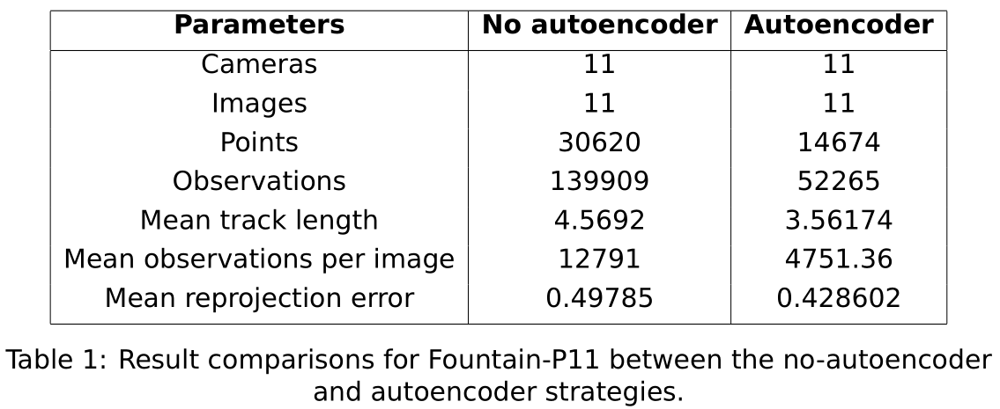 Parameters No autoencoder Autoencoder
Cameras 11 11
Images 11 11
Points 30620 14674
Observations 139909 52265
Mean track length 4.5692 3.56174
Mean observations per image 12791 4751.36
Mean reprojection error 0.49785 0.428602
Table 1: Result comparisons for Fountain-P11 between the no-autoencoder
and autoencoder strategies.